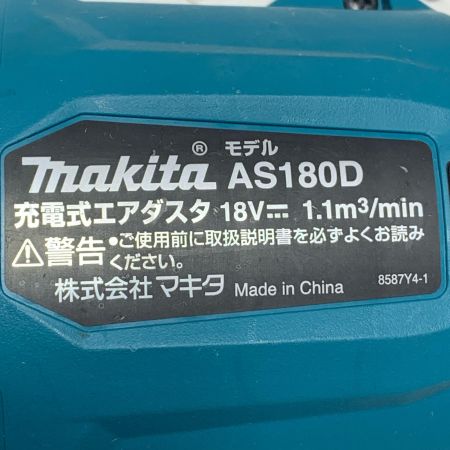 makita® モデル AS180D
充電式エアダスタ 18V⎓ 1.1m³/min
⚠警告 •ご使用前に取扱説明書を必ずよくお読み
ください。
株式会社マキタ Made in China 8587Y4-1